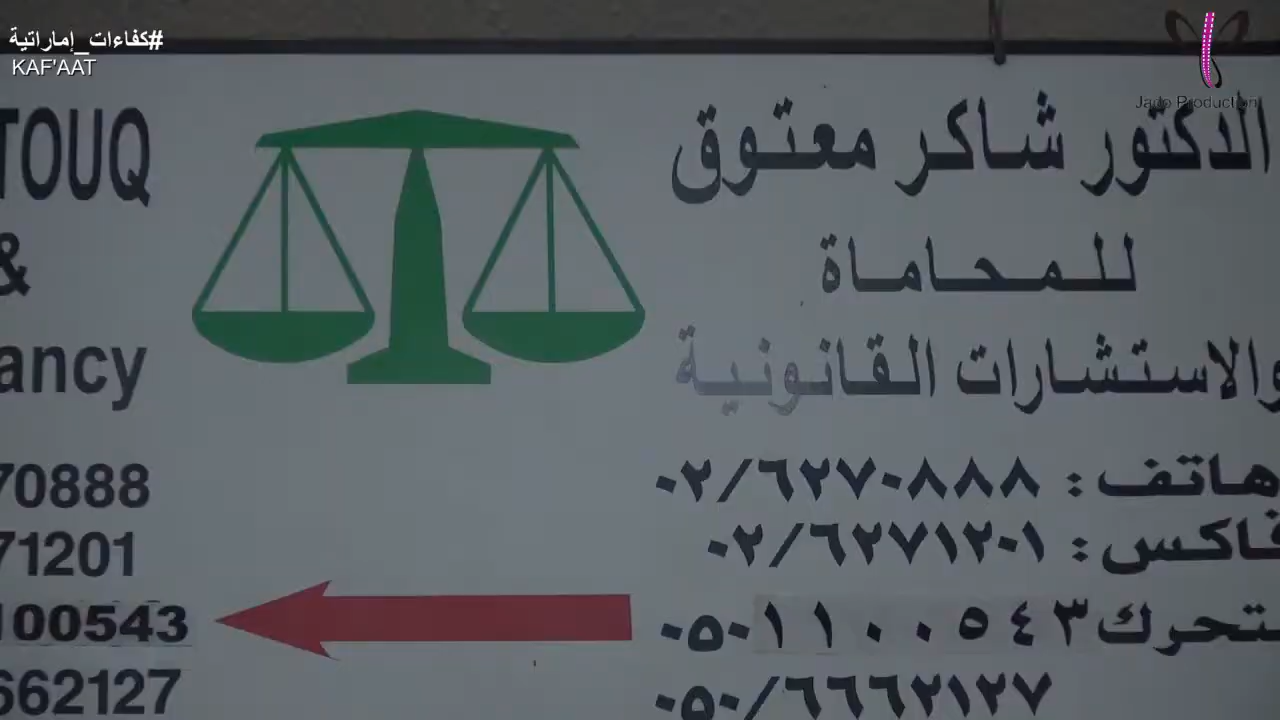 #كفاءات_إماراتية
KAF'AAT
Jado Production
الدكتور شاكر معتوق
للمحاماة
والاستشارات القانونية
هاتف : ٠٢/٦٢٧٠٨٨٨
فاكس : ٠٢/٦٢٧١٢٠١
متحرك ٠٥٠١١٠٠٥٤٣
٠٥٠/٦٦٦٢١٢٧
TOUQ
&
ancy
70888
71201
100543
662127